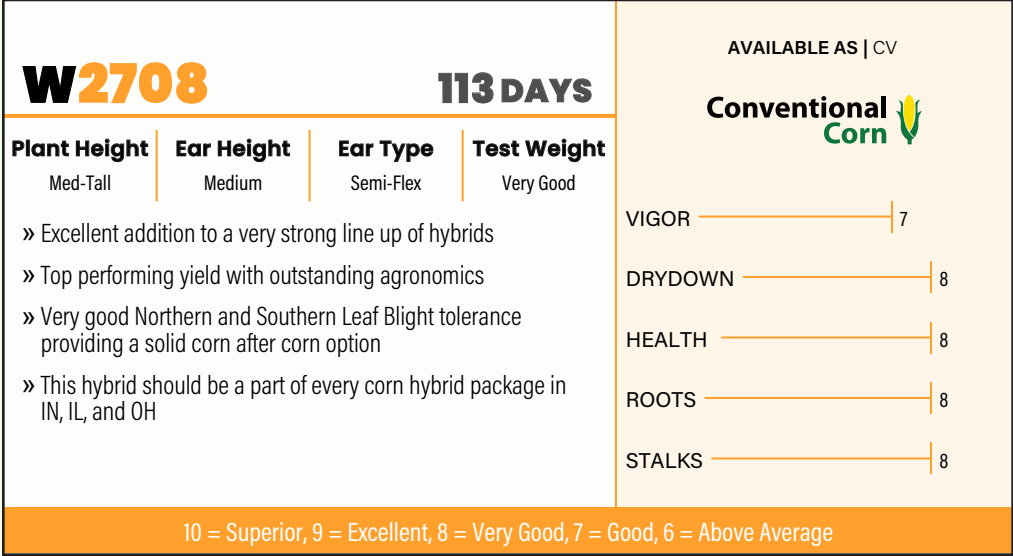 W2708
113 DAYS
Plant Height
Med-Tall
Ear Height
Medium
Ear Type
Semi-Flex
Test Weight
Very Good
» Excellent addition to a very strong line up of hybrids
» Top performing yield with outstanding agronomics
» Very good Northern and Southern Leaf Blight tolerance
providing a solid corn after corn option
» This hybrid should be a part of every corn hybrid package in
IN, IL, and OH
AVAILABLE AS | CV
Conventional
Corn
VIGOR 7
DRYDOWN 8
HEALTH 8
ROOTS 8
STALKS 8
10 = Superior, 9 = Excellent, 8 = Very Good, 7 = Good, 6 = Above Average